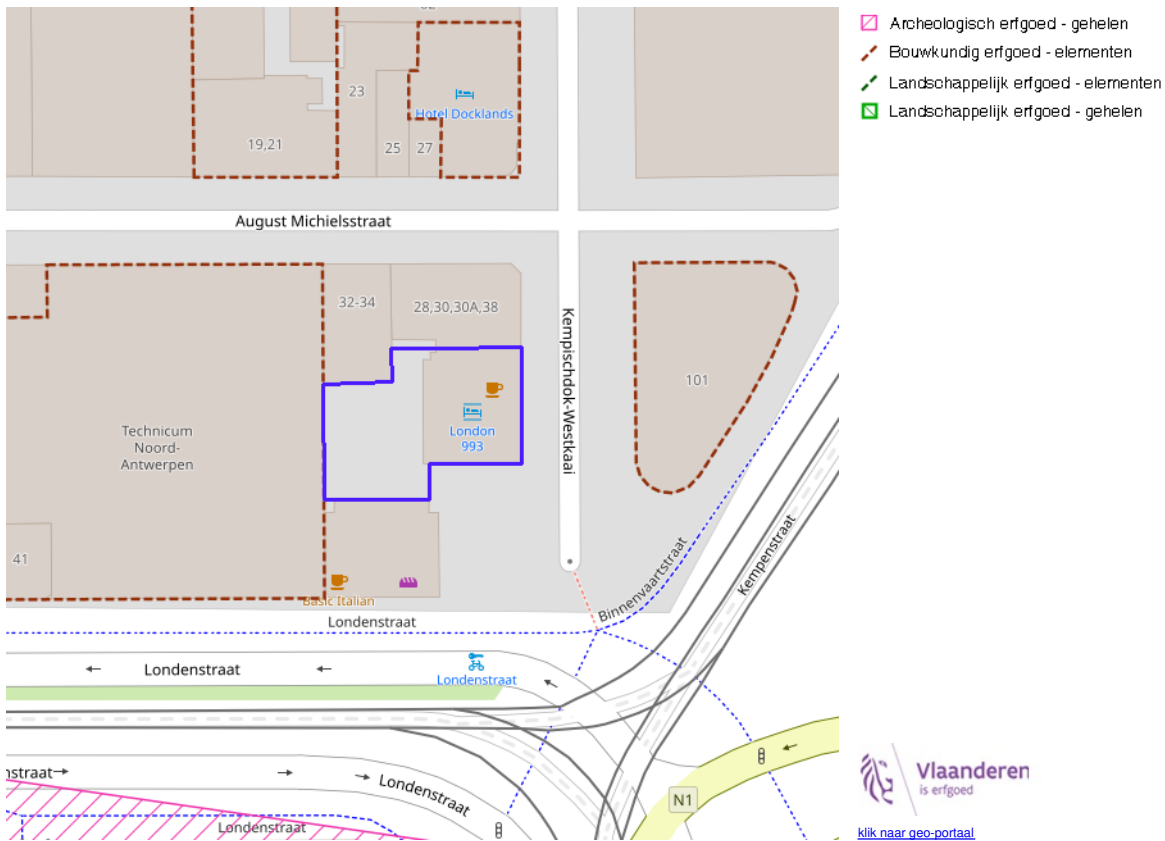 Archeologisch erfgoed - gehelen
Bouwkundig erfgoed - elementen
Landschappelijk erfgoed - elementen
Landschappelijk erfgoed - gehelen
23
Hotel Docklands
19,21
25
27
August Michielsstraat
32-34
28,30,30A,38
Kempischdok-Westkaai
101
London
993
Technicum
Noord-
Antwerpen
41
Basic Italian
Londenstraat
Binnenvaartstraat
Kempenstraat
Londenstraat
Londenstraat
nstraat
Londenstraat
N1
Londenstraat
Vlaanderen
is erfgoed
klik naar geo-portaal